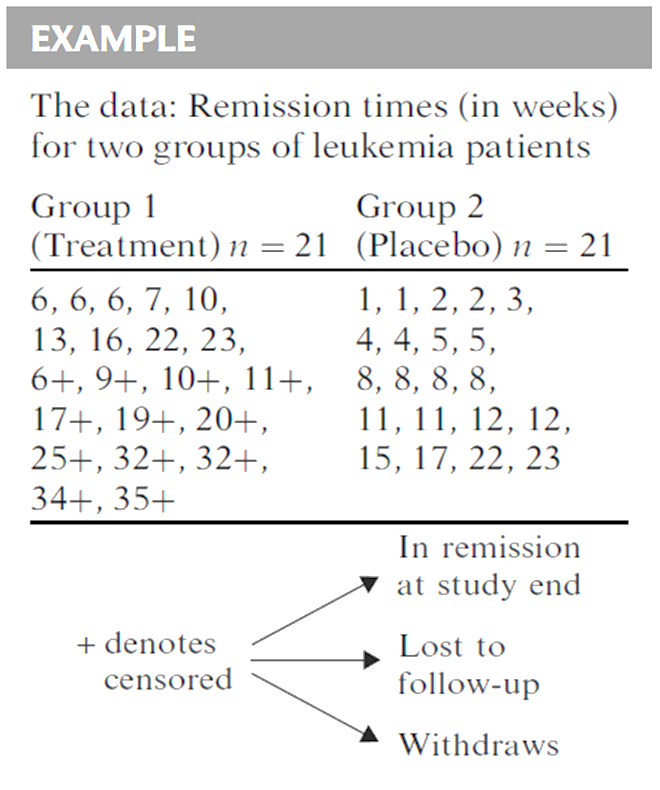 EXAMPLE
The data: Remission times (in weeks)
for two groups of leukemia patients
Group 1
(Treatment) n = 21
Group 2
(Placebo) n = 21
6, 6, 6, 7, 10,
13, 16, 22, 23,
6+, 9+, 10+, 11+,
17+, 19+, 20+,
25+, 32+, 32+,
34+, 35+
1, 1, 2, 2, 3,
4, 4, 5, 5,
8, 8, 8, 8,
11, 11, 12, 12,
15, 17, 22, 23
+ denotes
censored
In remission
at study end
Lost to
follow-up
Withdraws